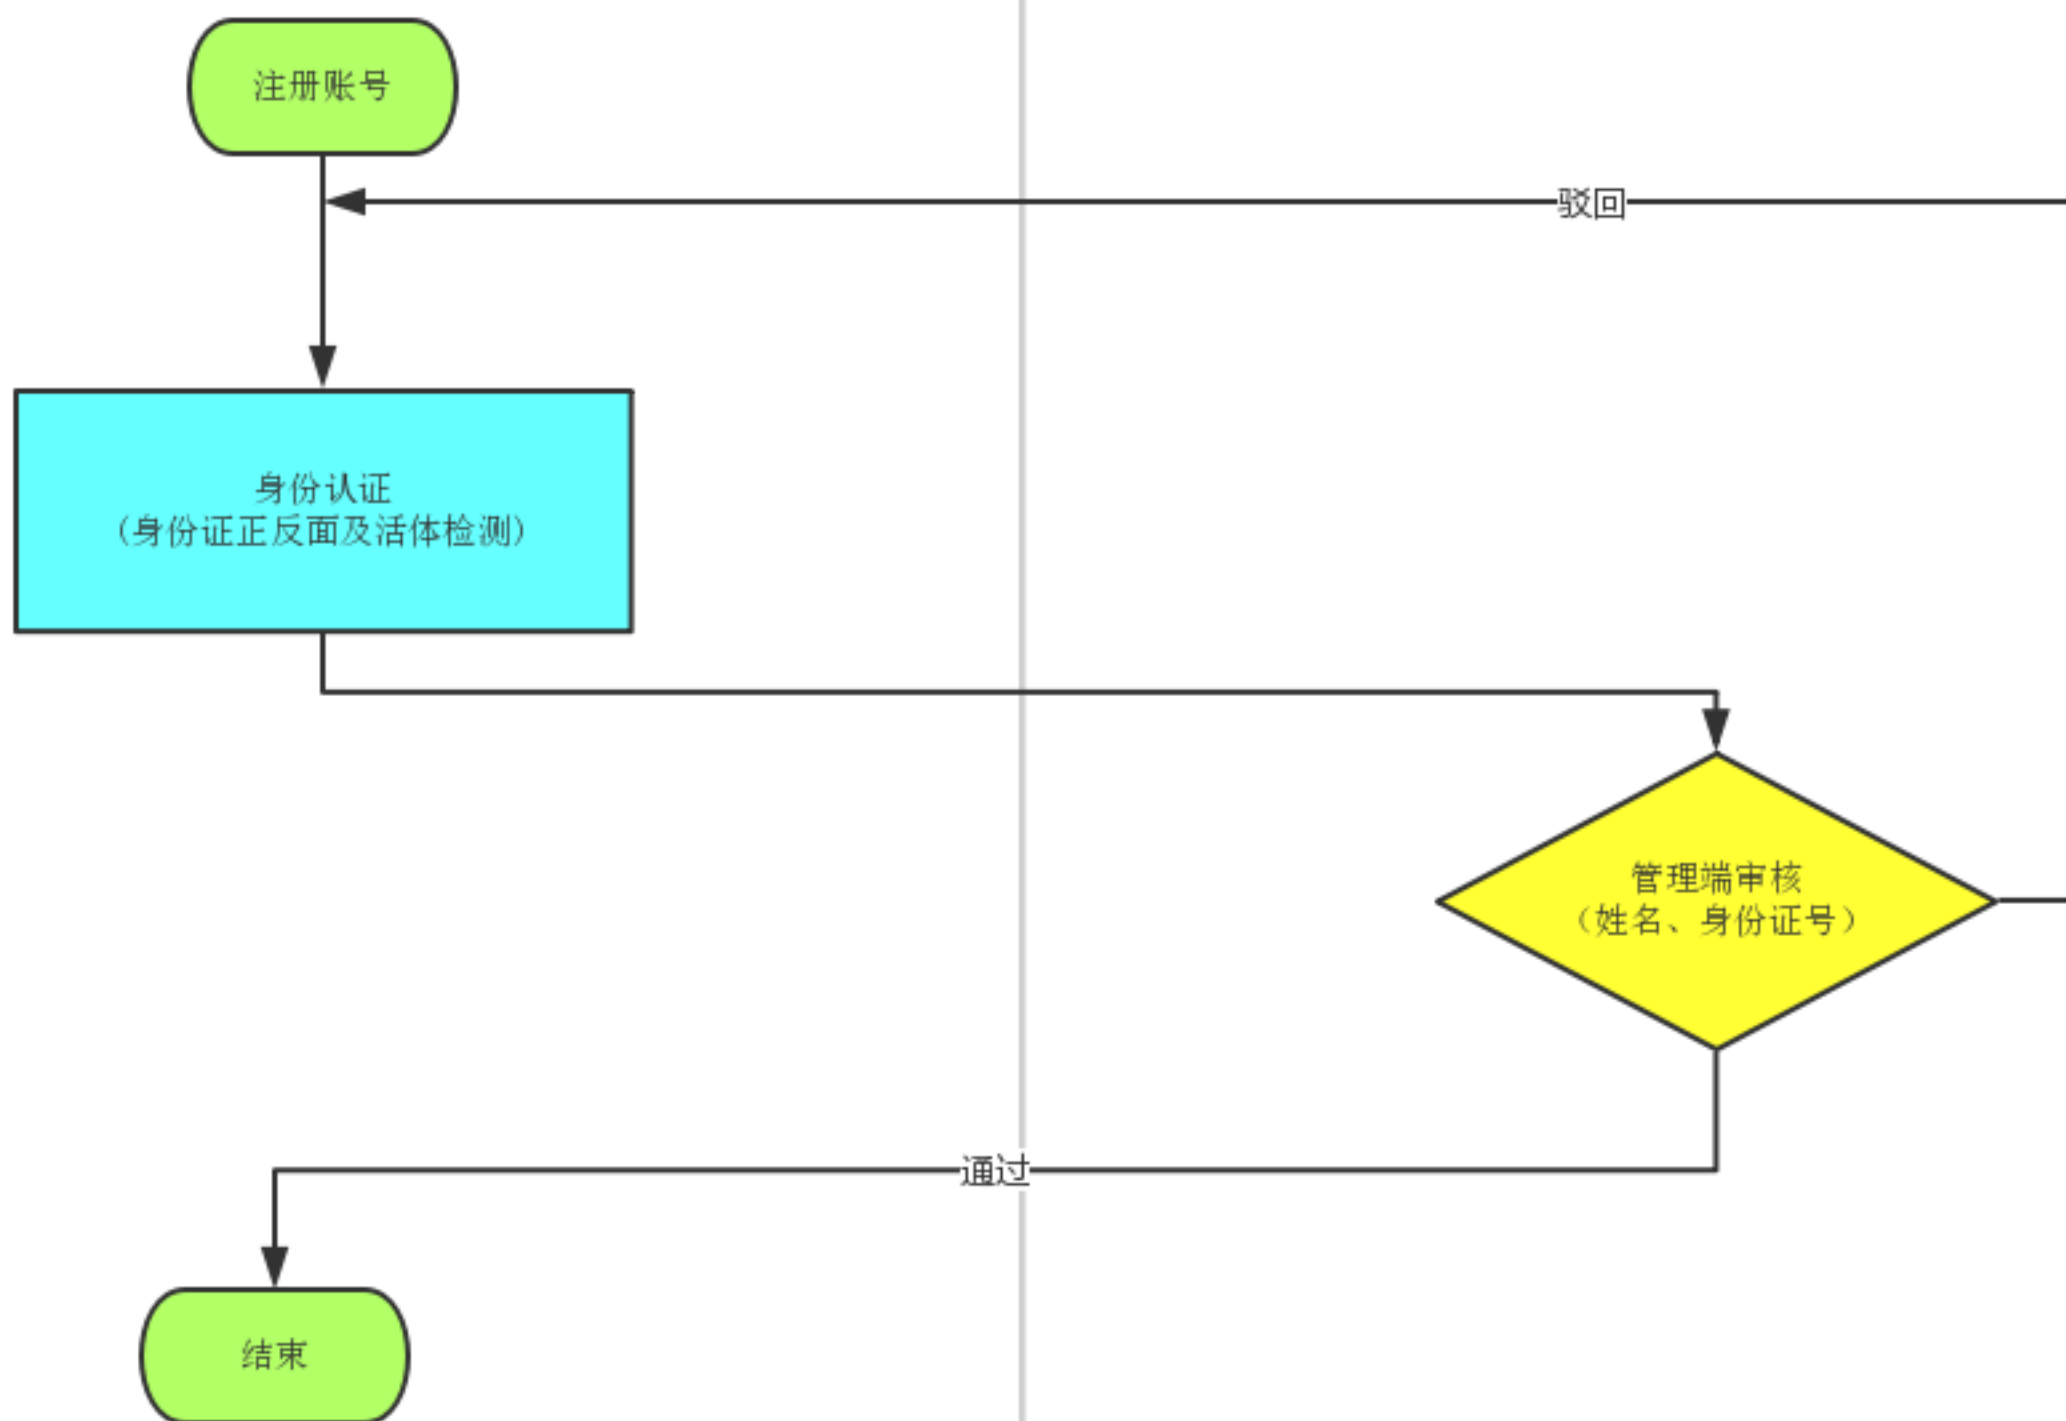 注册账号
驳回
身份认证
(身份证正反面及活体检测)
管理端审核
（姓名、身份证号）
通过
结束